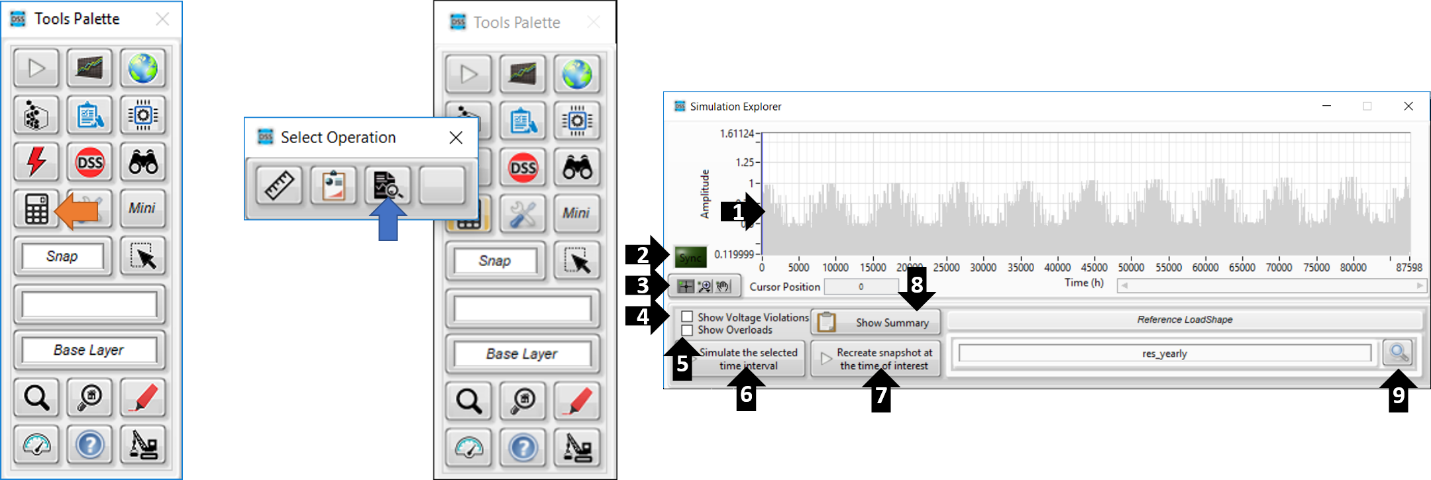 DSS Tools Palette
DSS
Mini
Snap
Base Layer
DSS Select Operation
DSS Tools Palette
DSS
Mini
Snap
Base Layer
DSS Simulation Explorer
1.61124
1.25
1
0.119999
Amplitude
0 5000 10000 15000 20000 25000 30000 35000 40000 45000 50000 55000 60000 65000 70000 75000 80000 87598
Time (h)
1
2
Sync
3
Cursor Position 0
8
4
Show Voltage Violations
Show Overloads
Show Summary
Reference LoadShape
5
Simulate the selected
time interval
Recreate snapshot at
the time of interest
res_yearly
6
7
9